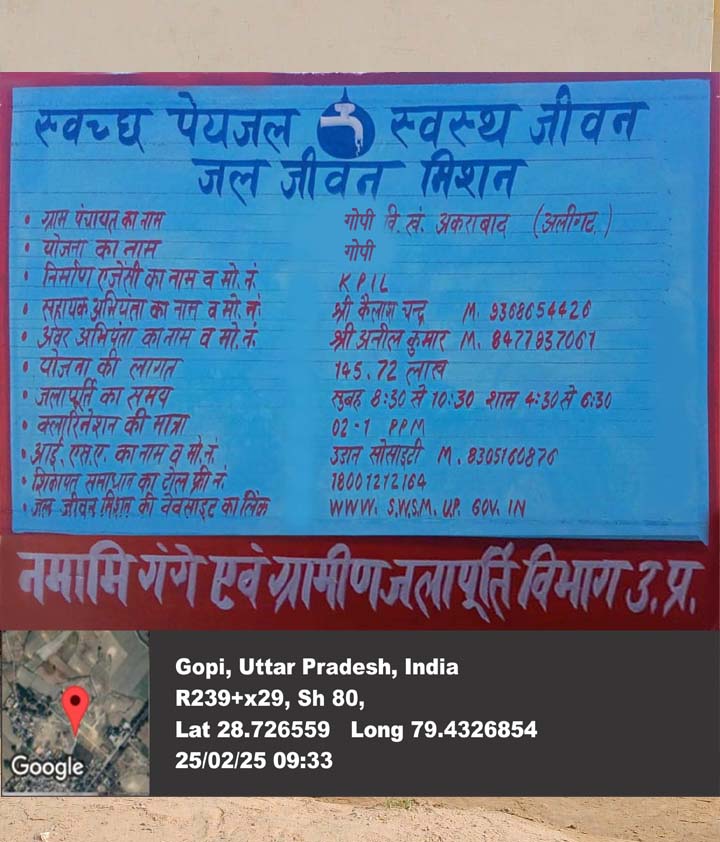 स्वच्छ पेयजल स्वस्थ जीवन
जल जीवन मिशन
• ग्राम पंचायत का नाम गोपी वि. खं. अकराबाद (अलीगढ़)
• योजना का नाम गोपी
• निर्माण एजेंसी का नाम व मो. नं. KPIL
• सहायक अभियंता का नाम व मो. नं. श्री कैलाश चन्द्र M. 9368654426
• अवर अभियंता का नाम व मो. नं. श्री अनील कुमार M. 8477937061
• योजना की लागत 145.72 लाख
• जलापूर्ति का समय सुबह 8:30 से 10:30 शाम 4:30 से 6:30
• क्लारिनेशन की मात्रा 02-1 PPM
• आई. एस. ए. का नाम व मो. नं. उडान सोसाइटी M. 8305160876
• शिकायत समाधान का टोल फ्री नं. 18001212164
• जल जीवन मिशन की वेवसाइट का लिंक WWW. S.W.S.M. U.P. GOV. IN
नमामि गंगे एवं ग्रामीण जलापूर्ति विभाग उ. प्र.
Gopi, Uttar Pradesh, India
R239+x29, Sh 80,
Lat 28.726559 Long 79.4326854
25/02/25 09:33
Google